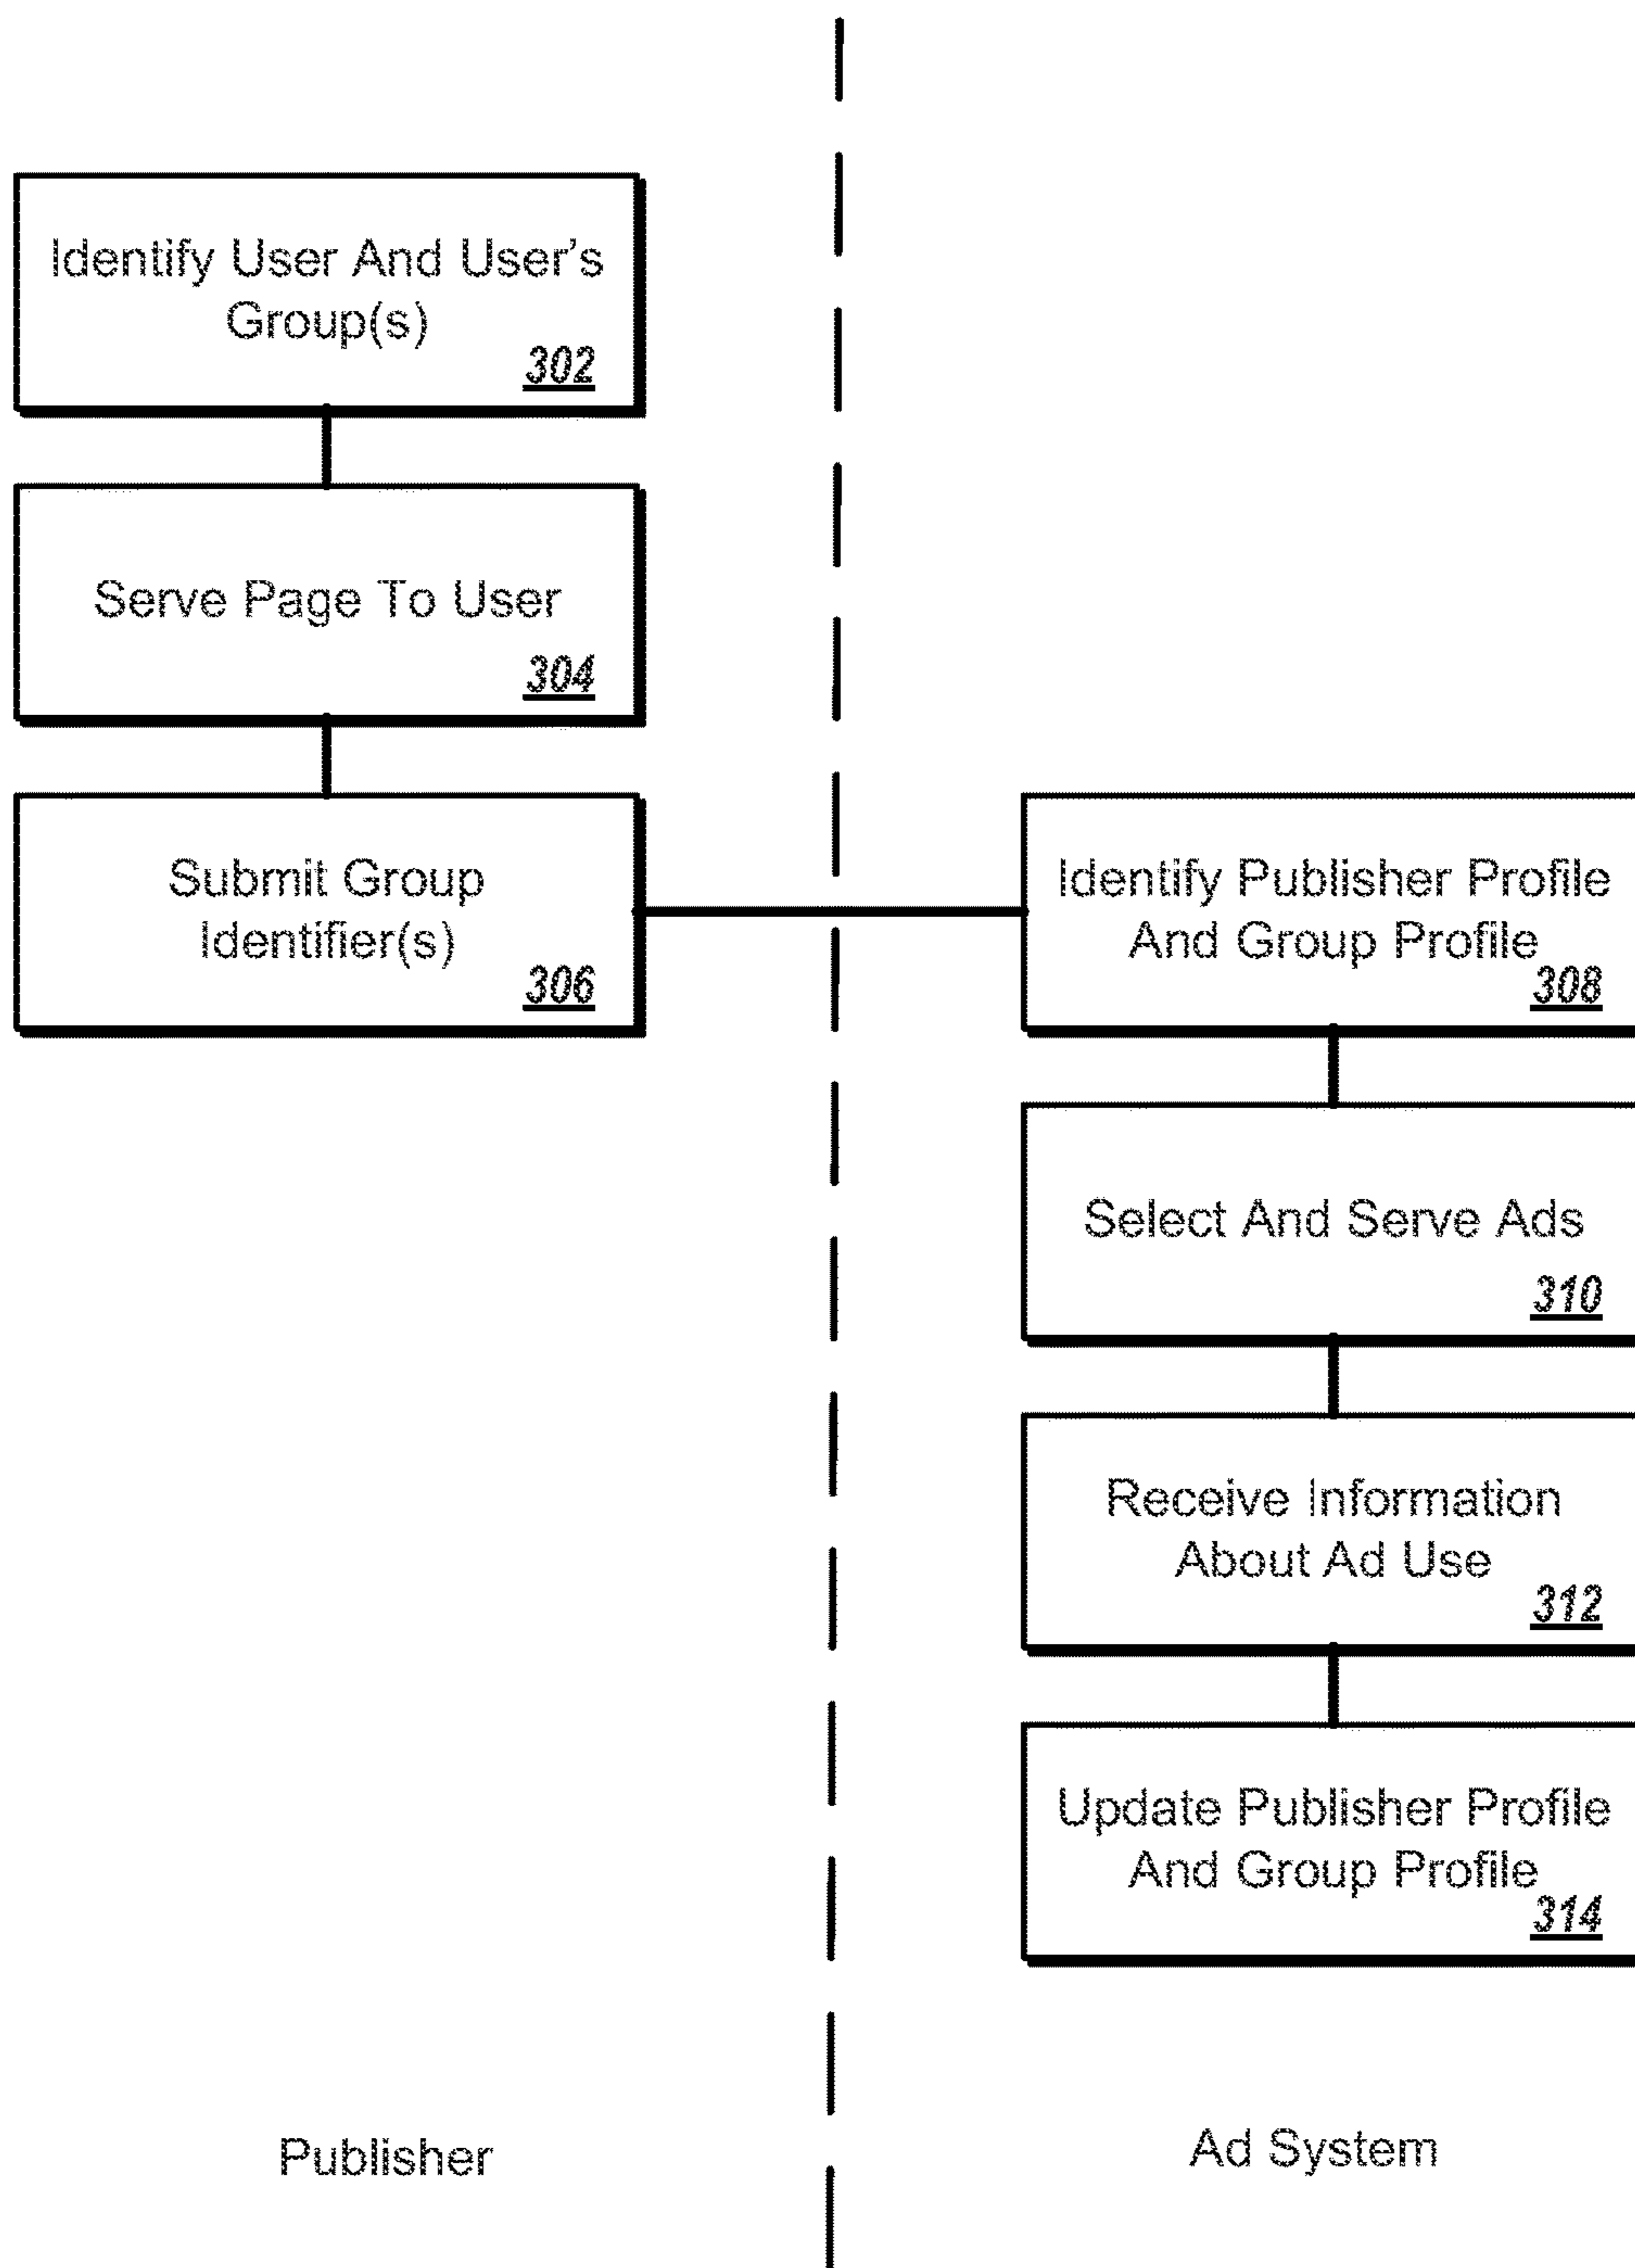 Identify User And User's
Group(s)
302
Serve Page To User
304
Submit Group
Identifier(s)
306
Identify Publisher Profile
And Group Profile
308
Select And Serve Ads
310
Receive Information
About Ad Use
312
Update Publisher Profile
And Group Profile
314
Publisher
Ad System